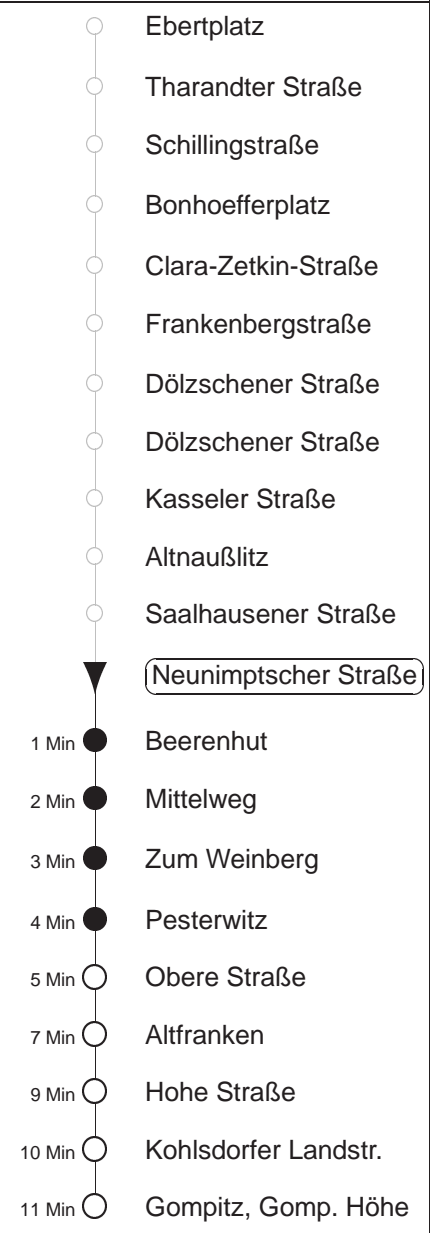 Ebertplatz
Tharandter Straße
Schillingstraße
Bonhoefferplatz
Clara-Zetkin-Straße
Frankenbergstraße
Dölzschener Straße
Dölzschener Straße
Kasseler Straße
Altnaußlitz
Saalhausener Straße
Neunimptscher Straße
1 Min Beerenhut
2 Min Mittelweg
3 Min Zum Weinberg
4 Min Pesterwitz
5 Min Obere Straße
7 Min Altfranken
9 Min Hohe Straße
10 Min Kohlsdorfer Landstr.
11 Min Gompitz, Gomp. Höhe